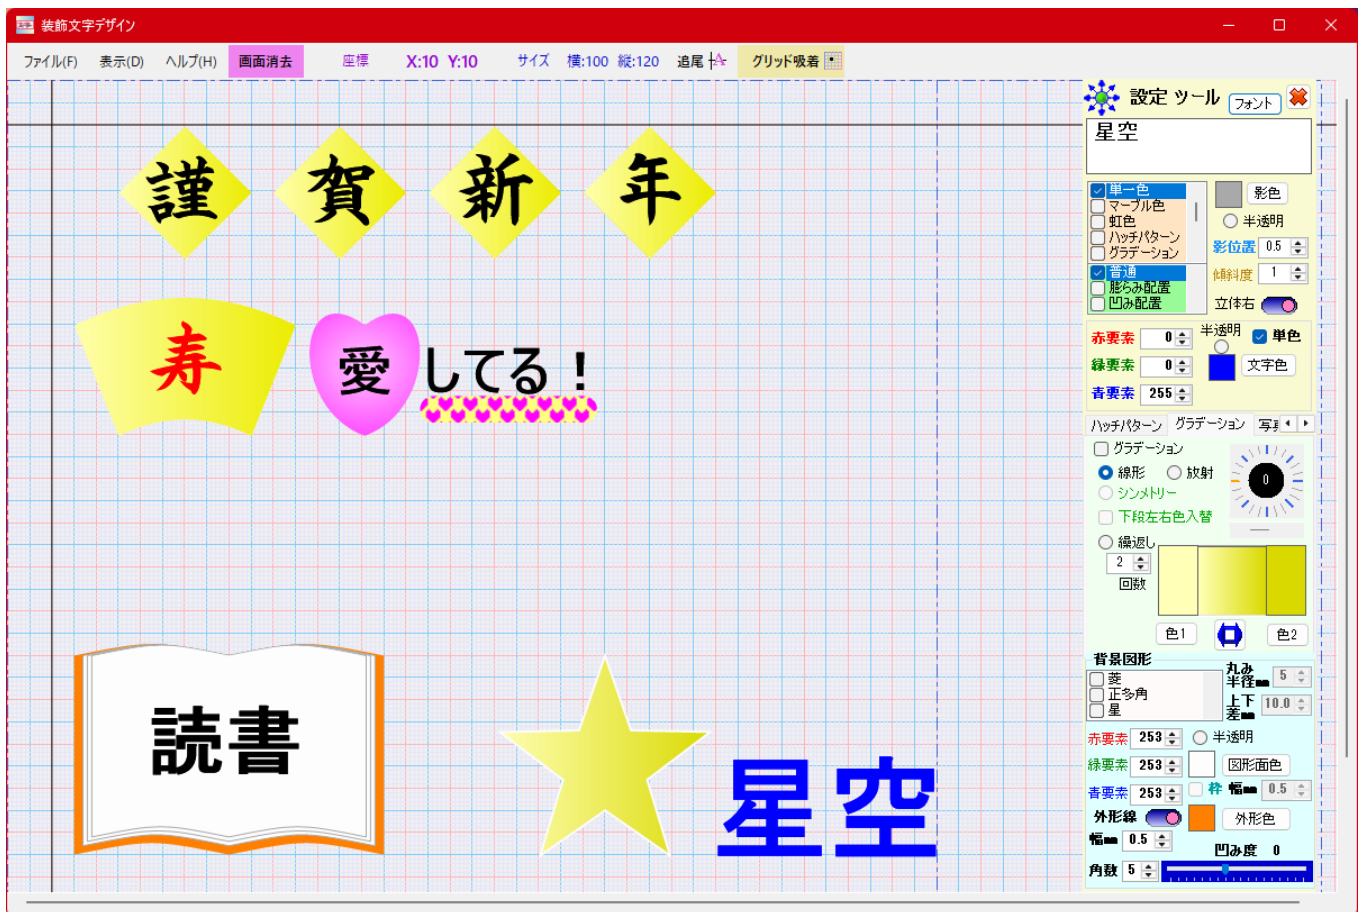 装飾文字デザイン
ファイル(F) 表示(D) ヘルプ(H) 画面消去 座標 X:10 Y:10 サイズ 横:100 縦:120 追尾 グリッド吸着
謹 賀 新 年
寿 愛 してる！
読書
星空
設定 ツール フォント
星空
単一色
マーブル色
虹色
ハッチパターン
グラデーション
普通
膨らみ配置
凹み配置
影色
半透明
影位置 0.5
傾斜度 1
立体右
赤要素 0 半透明 単色
緑要素 0 文字色
青要素 255
ハッチパターン グラデーション
グラデーション
線形 放射
シンメトリー
下段左右色入替
繰返し
2
回数
0
色1 色2
背景図形
菱
正多角
星
丸み
半径mm 5
上下
差mm 10.0
赤要素 253 半透明
緑要素 253 図形面色
青要素 253 枠 幅mm 0.5
外形線 外形色
幅mm 0.5 凹み度 0
角数 5